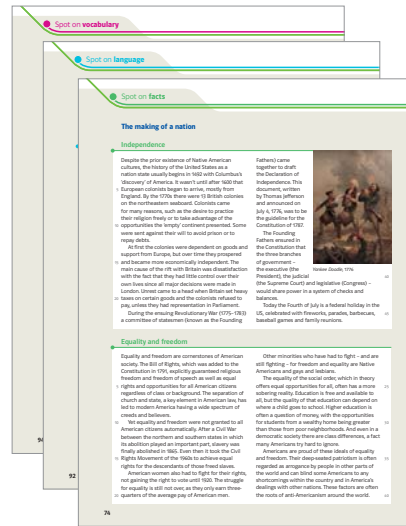 Spot on vocabulary
Spot on language
Spot on facts
The making of a nation
Independence
Despite the prior existence of Native American
cultures, the history of the United States as a
nation state usually begins in 1492 with Columbus's
'discovery' of America. It wasn't until after 1600 that
5 European colonists began to arrive, mostly from
England. By the 1770s there were 13 British colonies
on the northeastern seaboard. Colonists came
for many reasons, such as the desire to practice
their religion freely or to take advantage of the
10 opportunities the 'empty' continent presented. Some
were sent against their will to avoid prison or to
repay debts.
At first the colonies were dependent on goods and
support from Europe, but over time they prospered
15 and became more economically independent. The
main cause of the rift with Britain was dissatisfaction
with the fact that they had little control over their
own lives since all major decisions were made in
London. Unrest came to a head when Britain set heavy
20 taxes on certain goods and the colonists refused to
pay, unless they had representation in Parliament.
During the ensuing Revolutionary War (1775–1783)
a committee of statesmen (known as the Founding
Fathers) came
together to draft
the Declaration of
Independence. This
document, written
by Thomas Jefferson
and announced on
July 4, 1776, was to be
the guideline for the
Constitution of 1787.
The Founding
Fathers ensured in
the Constitution that
the three branches
of government –
the executive (the
President), the judicial
(the Supreme Court) and legislative (Congress) –
would share power in a system of checks and
balances.
Today the Fourth of July is a federal holiday in the
US, celebrated with fireworks, parades, barbecues,
baseball games and family reunions.
Yankee Doodle, 1776
40
45
Equality and freedom
Equality and freedom are cornerstones of American
society. The Bill of Rights, which was added to the
Constitution in 1791, explicitly guaranteed religious
freedom and freedom of speech as well as equal
5 rights and opportunities for all American citizens
regardless of class or background. The separation of
church and state, a key element in American law, has
led to modern America having a wide spectrum of
creeds and believers.
10 Yet equality and freedom were not granted to all
American citizens automatically. After a Civil War
between the northern and southern states in which
its abolition played an important part, slavery was
finally abolished in 1865. Even then it took the Civil
15 Rights Movement of the 1960s to achieve equal
rights for the descendants of those freed slaves.
American women also had to fight for their rights,
not gaining the right to vote until 1920. The struggle
for equality is still not over, as they only earn three-
20 quarters of the average pay of American men.
Other minorities who have had to fight – and are
still fighting – for freedom and equality are Native
Americans and gays and lesbians.
The equality of the social order, which in theory
offers equal opportunities for all, often has a more 25
sobering reality. Education is free and available to
all, but the quality of that education can depend on
where a child goes to school. Higher education is
often a question of money, with the opportunities
for students from a wealthy home being greater 30
than those from poor neighborhoods. And even in a
democratic society there are class differences, a fact
many Americans try hard to ignore.
Americans are proud of these ideals of equality
and freedom. Their deep-seated patriotism is often 35
regarded as arrogance by people in other parts of
the world and can blind some Americans to any
shortcomings within the country and in America's
dealings with other nations. These factors are often
the roots of anti-Americanism around the world. 40
94
92
74